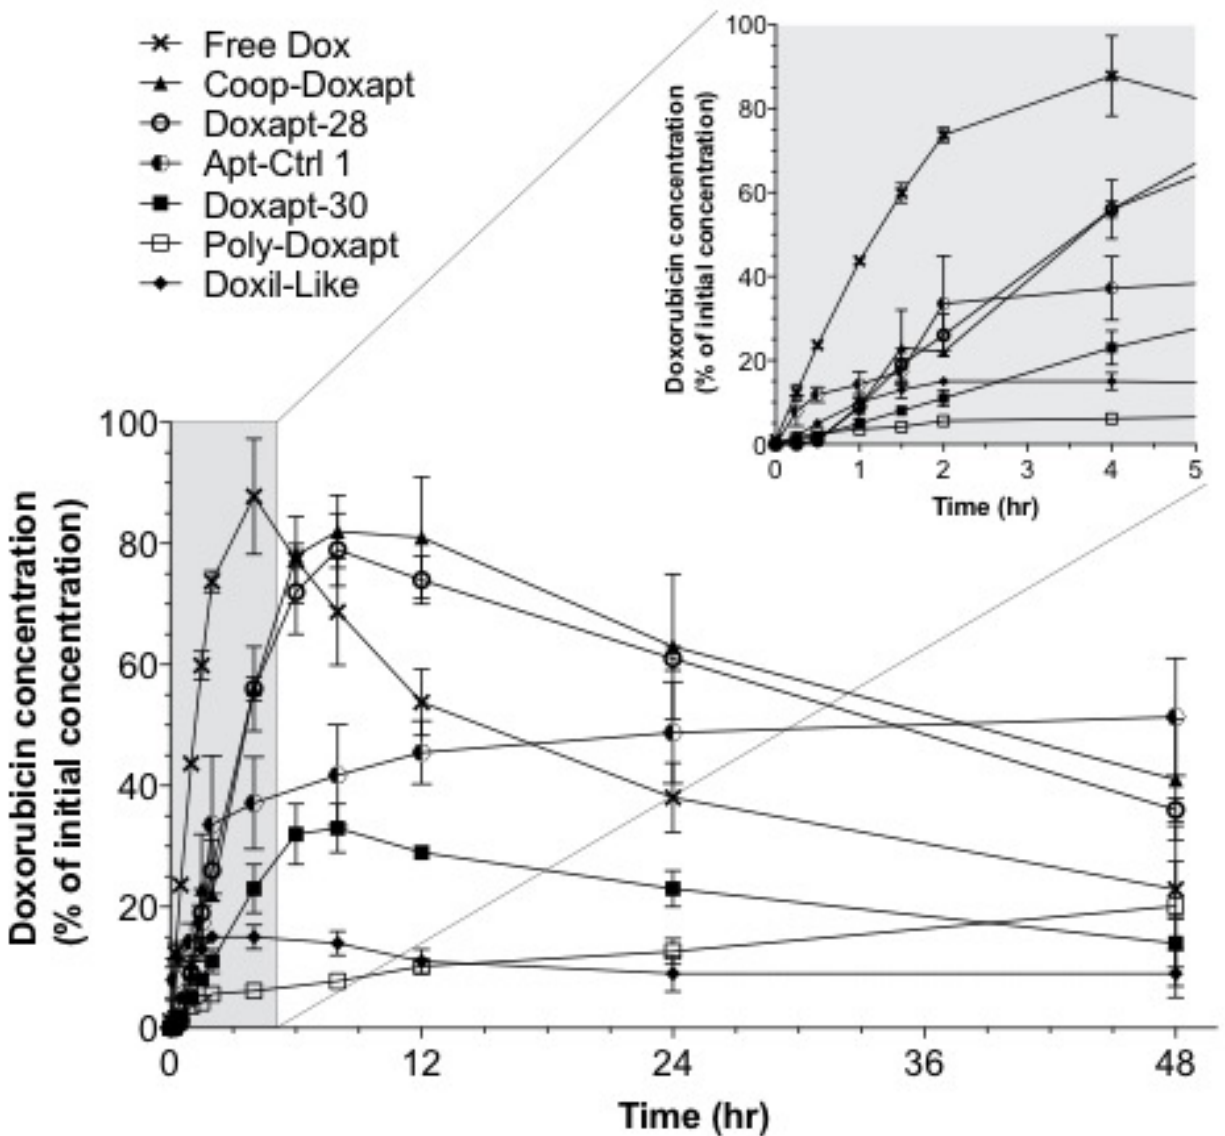 Free Dox
Coop-Doxapt
Doxapt-28
Apt-Ctrl 1
Doxapt-30
Poly-Doxapt
Doxil-Like
Doxorubicin concentration
(% of initial concentration)
100
80
60
40
20
0
0 1 2 3 4 5
Time (hr)
Doxorubicin concentration
(% of initial concentration)
100
80
60
40
20
0
0 12 24 36 48
Time (hr)